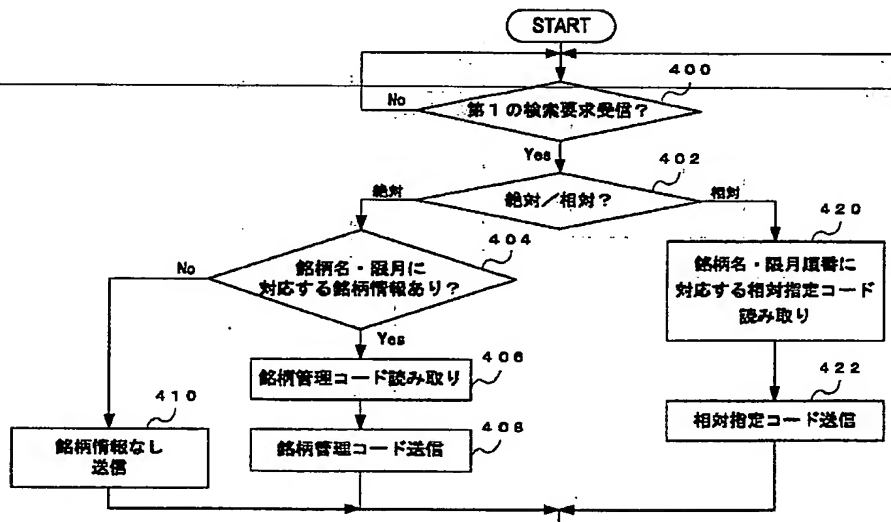 START
400
No
第1の検索要求受信？
Yes
402
絶対
絶対／相対？
相対
420
404
No
銘柄名・限月に
対応する銘柄情報あり？
銘柄名・限月順番に
対応する相対指定コード
読み取り
Yes
406
銘柄管理コード読み取り
422
410
408
相対指定コード送信
銘柄情報なし
送信
銘柄管理コード送信